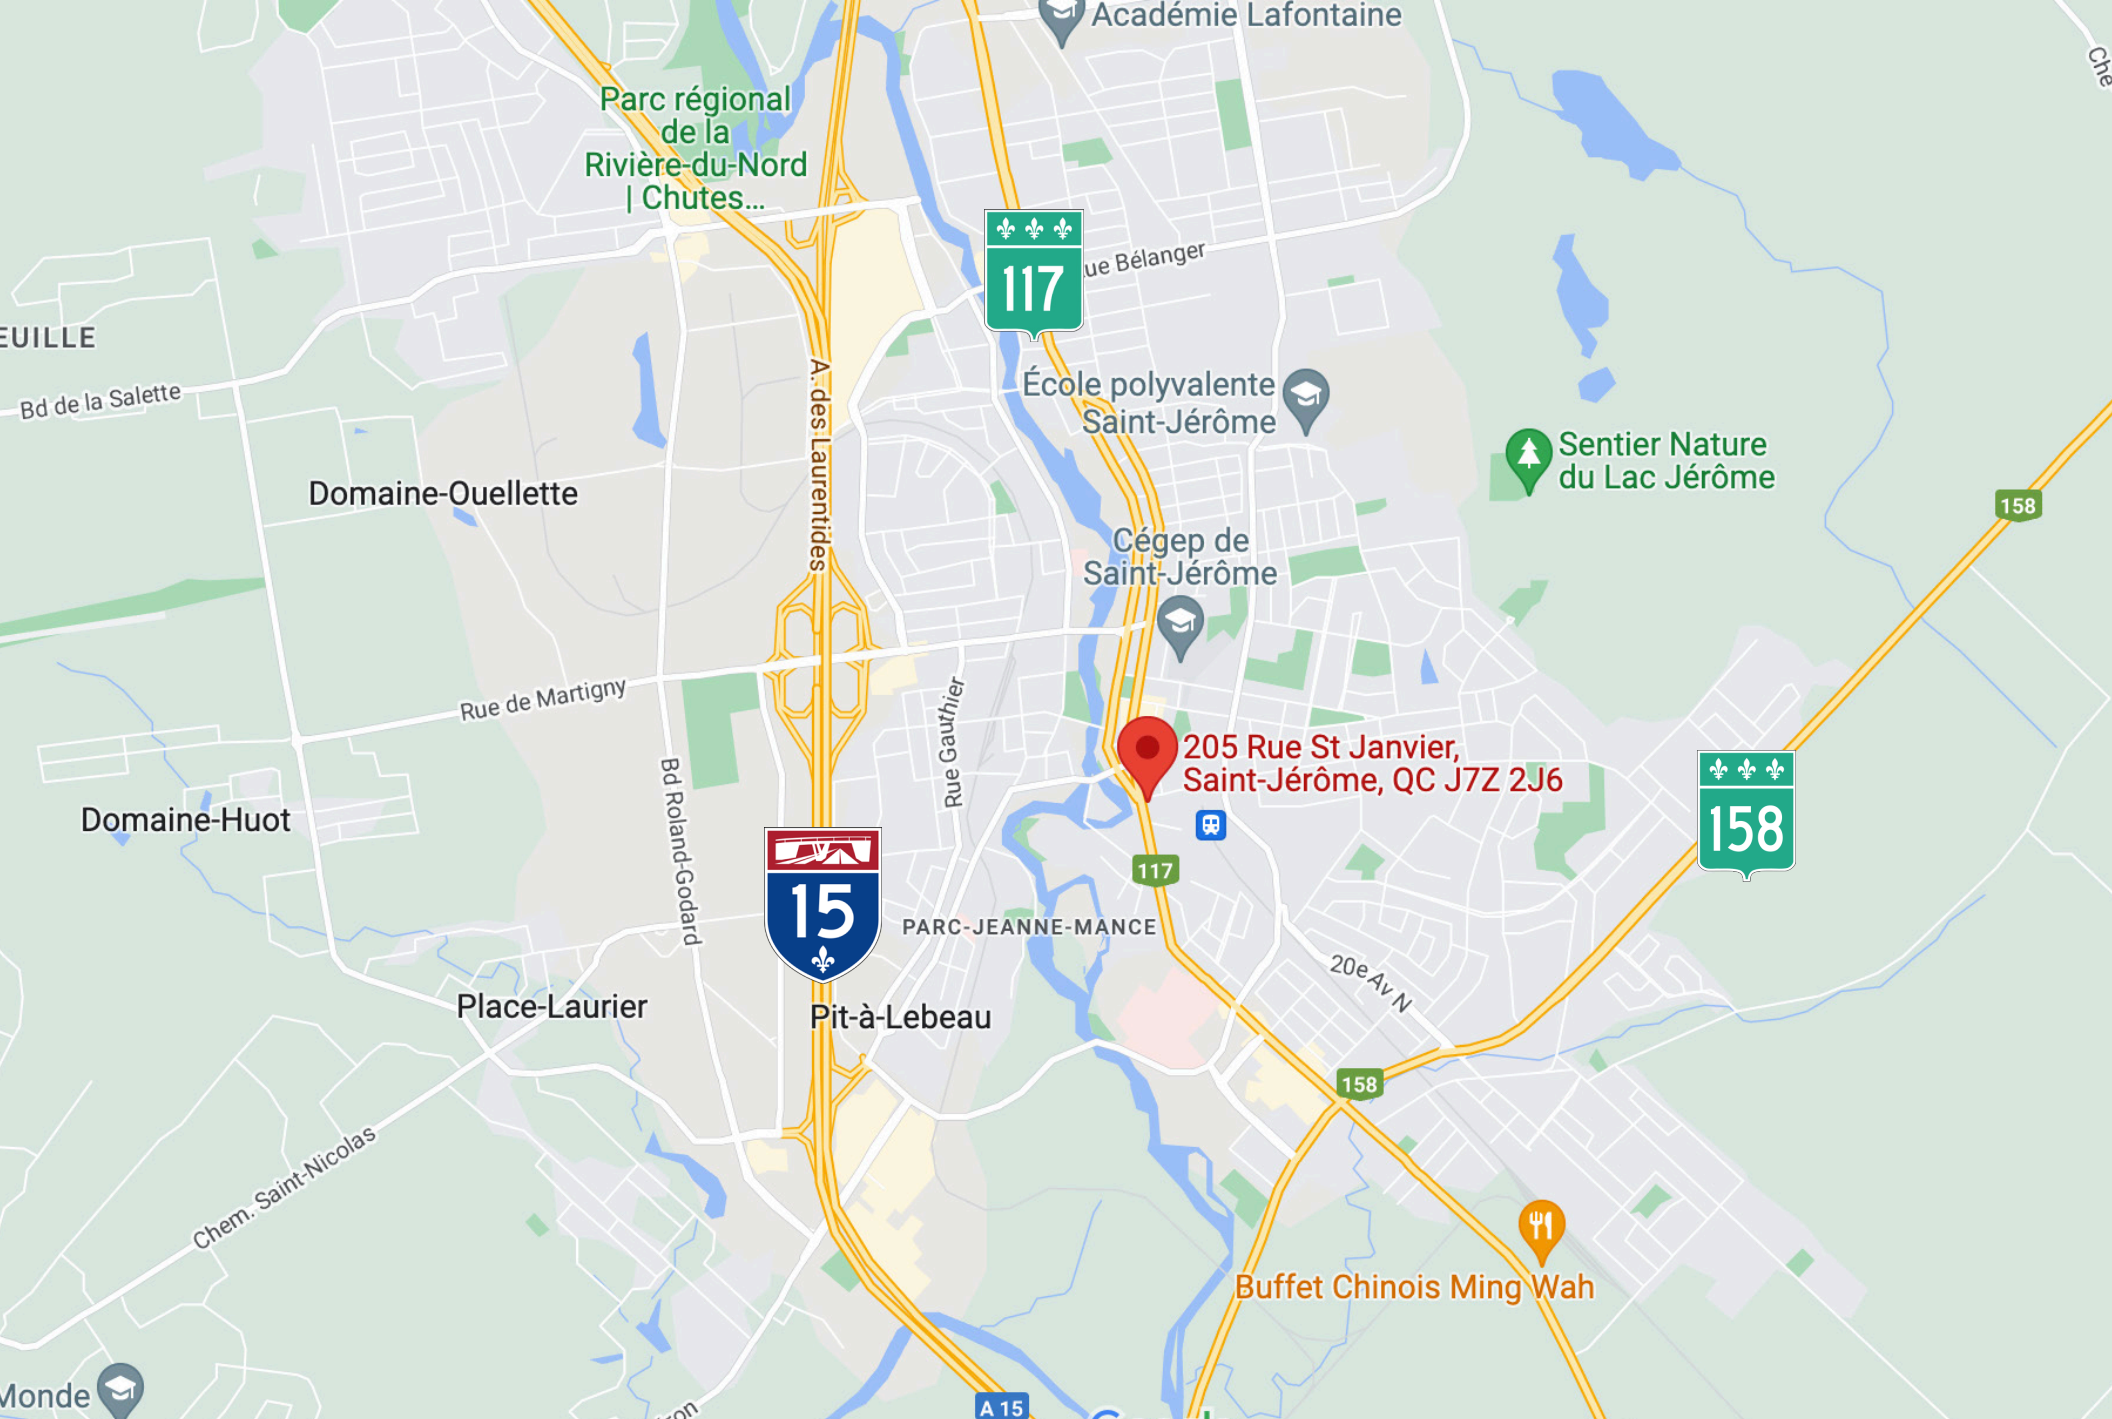 Académie Lafontaine
Che
Parc régional
de la
Rivière-du-Nord
| Chutes...
117
ue Bélanger
EUILLE
Bd de la Salette
A. des Laurentides
École polyvalente
Saint-Jérôme
Sentier Nature
du Lac Jérôme
158
Domaine-Ouellette
Cégep de
Saint-Jérôme
Rue de Martigny
Rue Gauthier
205 Rue St Janvier,
Saint-Jérôme, QC J7Z 2J6
Bd Roland-Godard
Domaine-Huot
158
117
15
PARC-JEANNE-MANCE
20e Av N
Place-Laurier
Pit-à-Lebeau
158
Chem. Saint-Nicolas
Buffet Chinois Ming Wah
Monde
ron
A 15